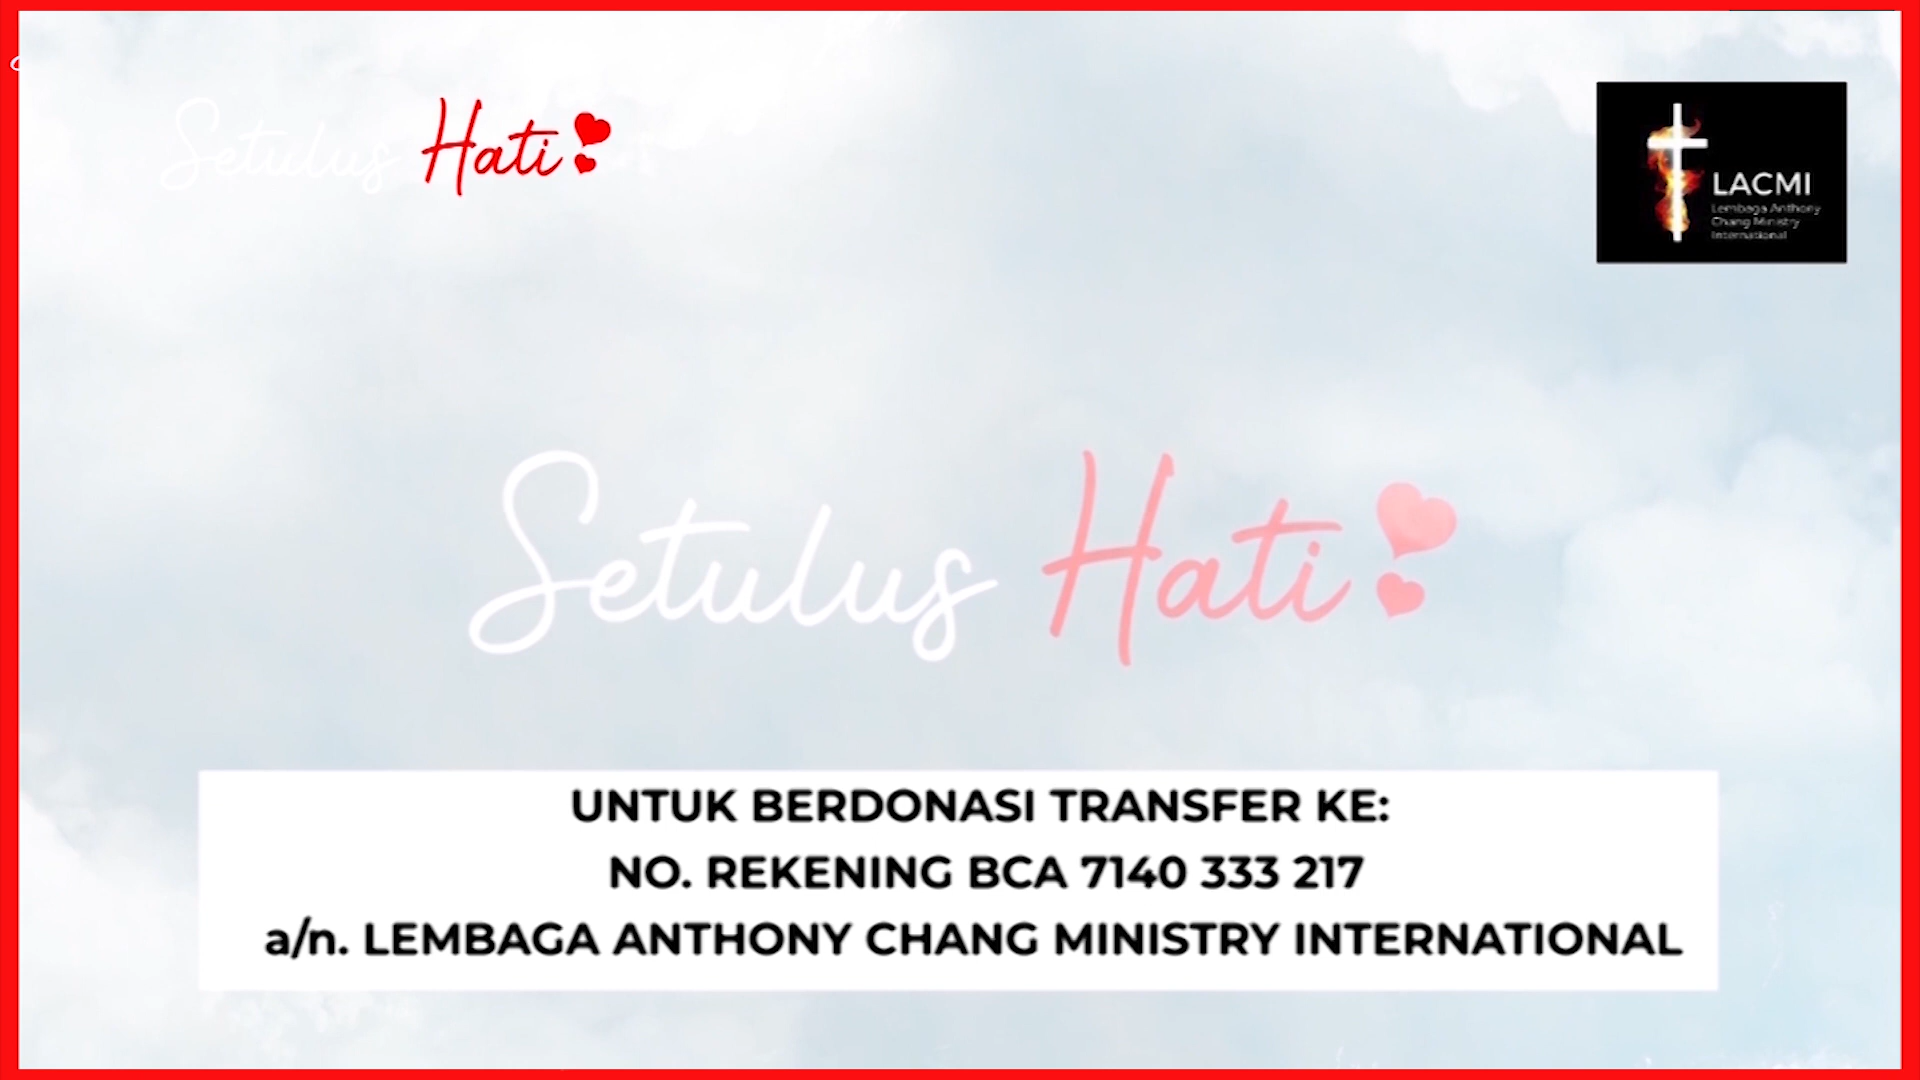 Setulus Hati
LACMI
Lembaga Anthony
Chang Ministry
International
Setulus Hati
UNTUK BERDONASI TRANSFER KE:
NO. REKENING BCA 7140 333 217
a/n. LEMBAGA ANTHONY CHANG MINISTRY INTERNATIONAL